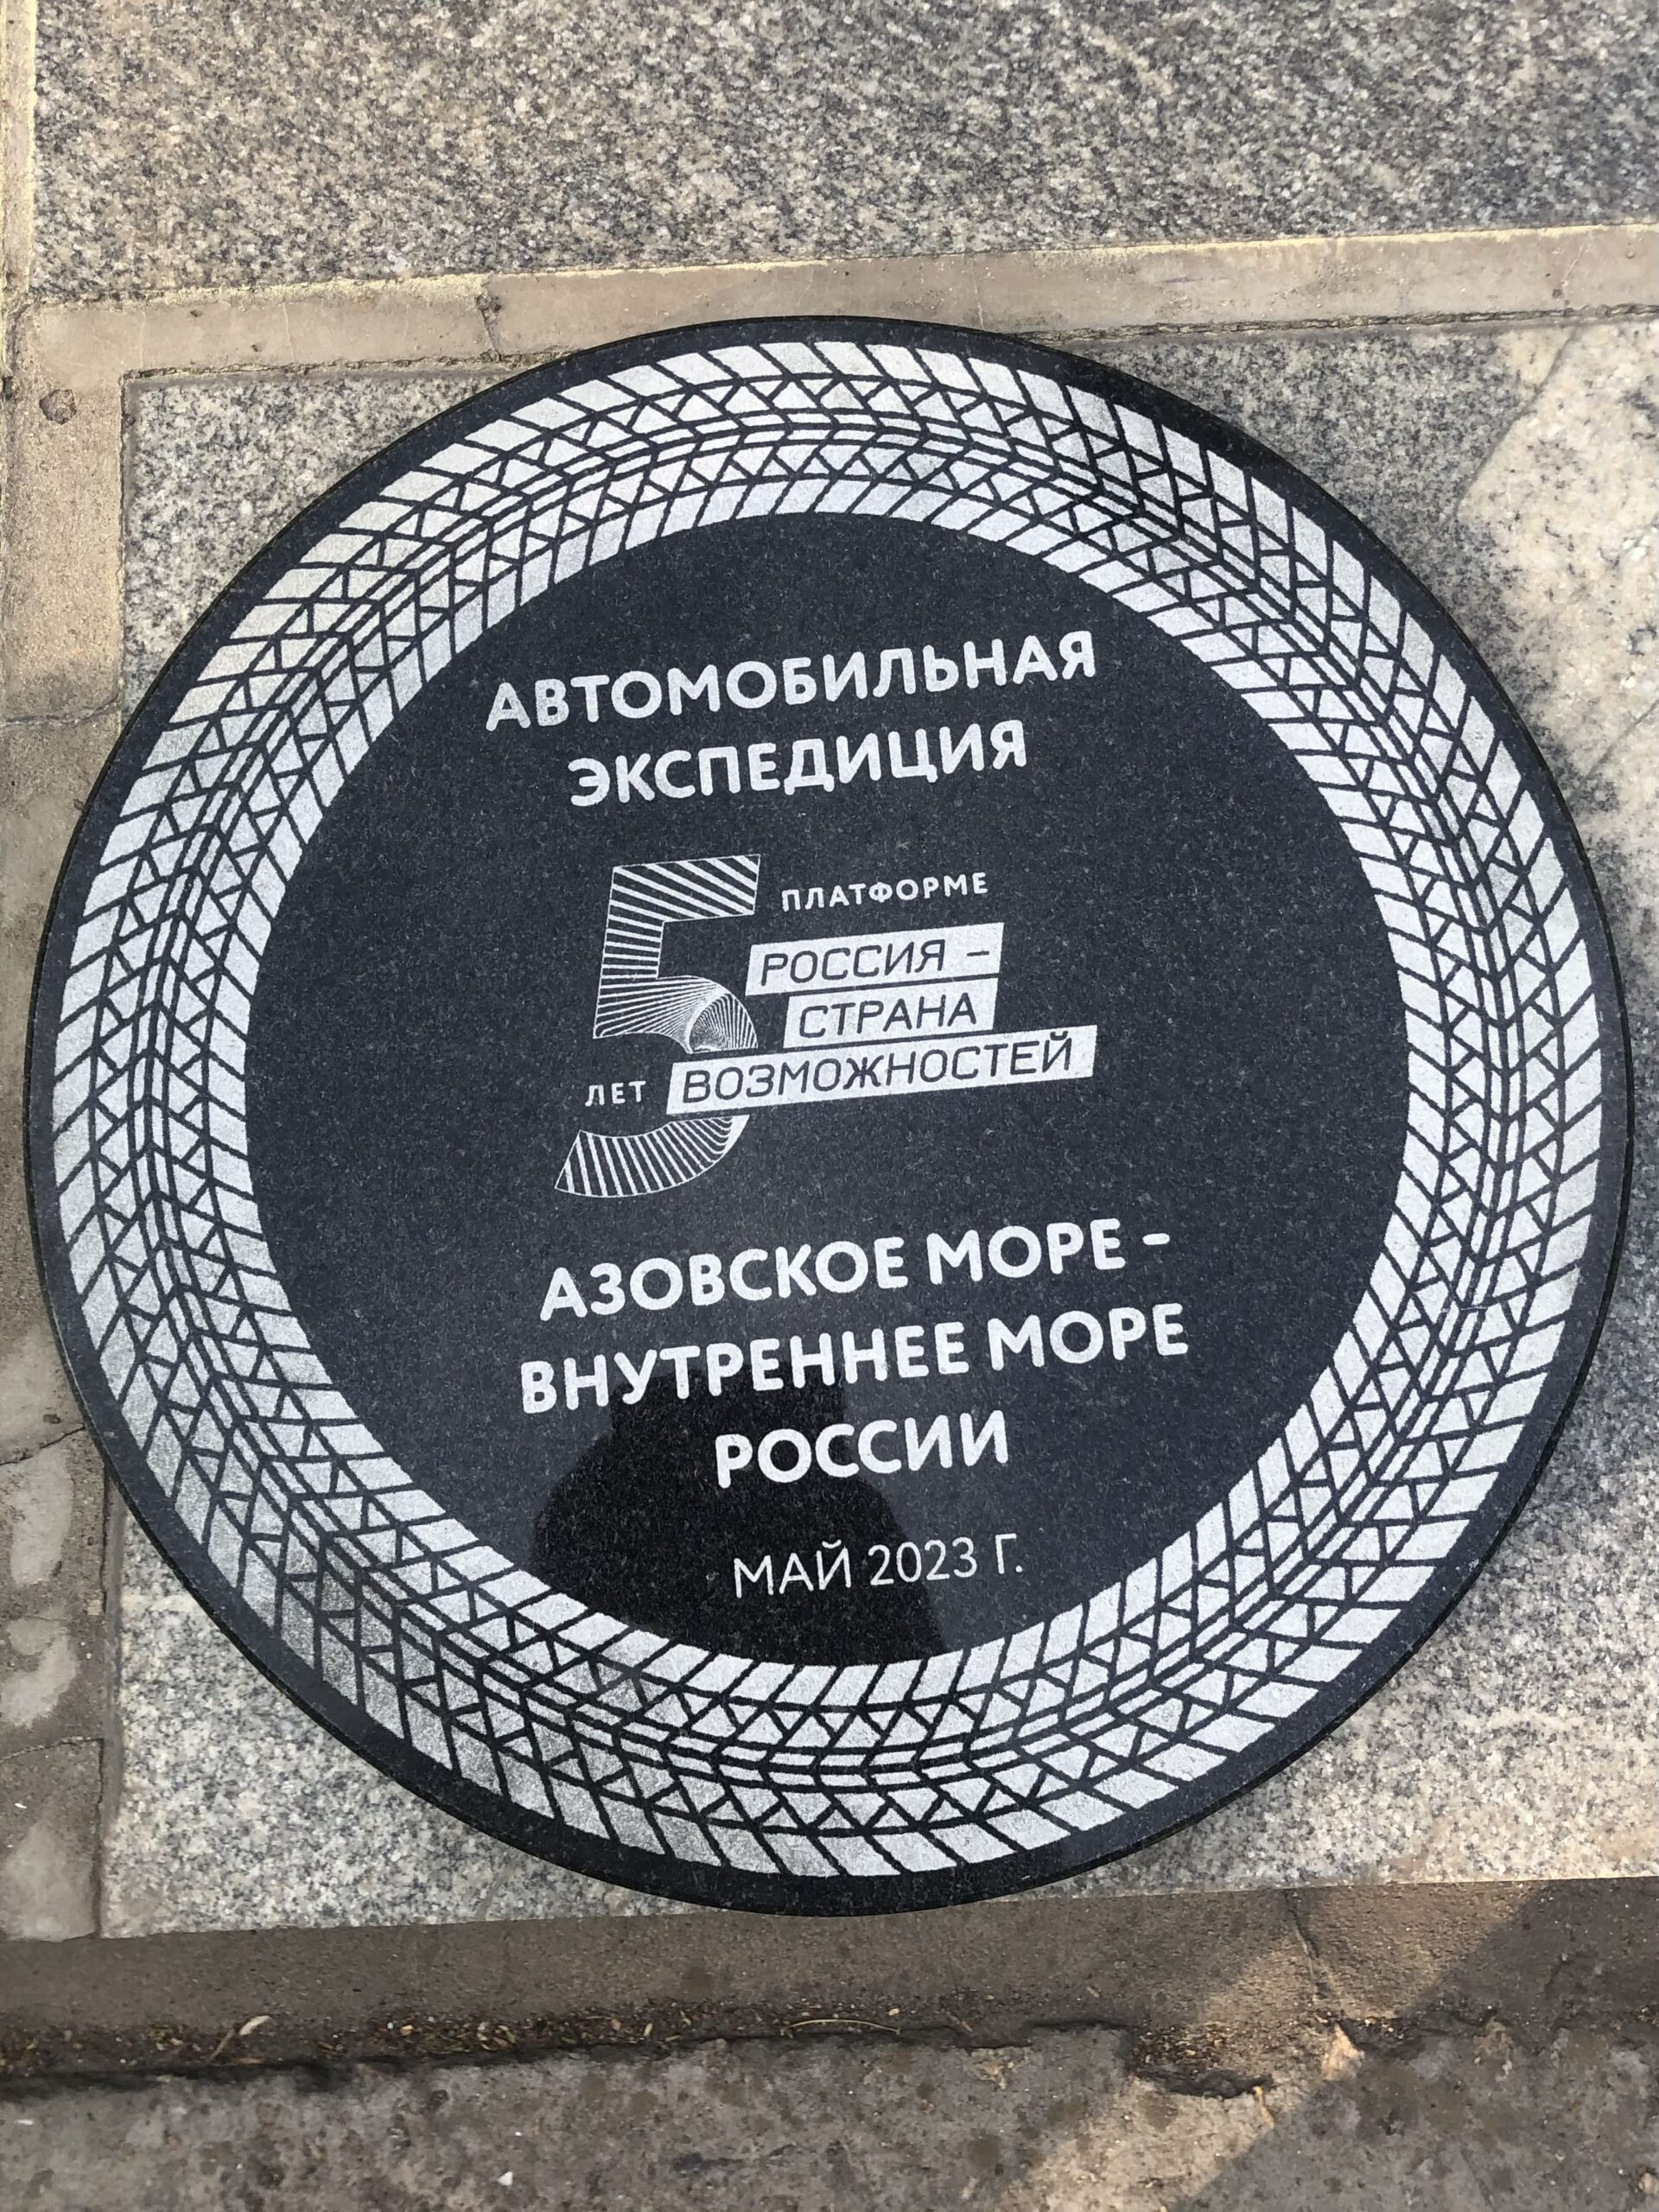 АВТОМОБИЛЬНАЯ
ЭКСПЕДИЦИЯ
5
ПЛАТФОРМЕ
РОССИЯ –
СТРАНА
ЛЕТ ВОЗМОЖНОСТЕЙ
АЗОВСКОЕ МОРЕ -
ВНУТРЕННЕЕ МОРЕ
РОССИИ
МАЙ 2023 Г.